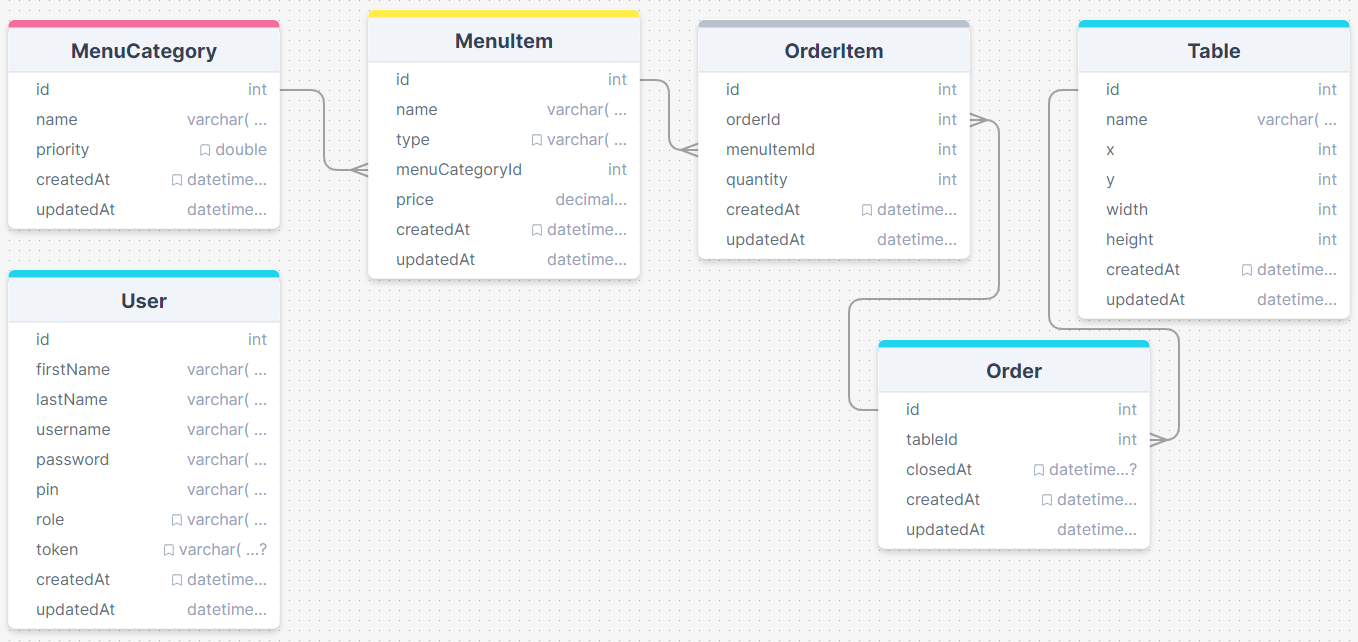 MenuCategory
id int
name varchar( ...
priority double
createdAt datetime...
updatedAt datetime...
MenuItem
id int
name varchar( ...
type varchar( ...
menuCategoryId int
price decimal...
createdAt datetime...
updatedAt datetime...
OrderItem
id int
orderId int
menuItemId int
quantity int
createdAt datetime...
updatedAt datetime...
Table
id int
name varchar( ...
x int
y int
width int
height int
createdAt datetime...
updatedAt datetime...
User
id int
firstName varchar( ...
lastName varchar( ...
username varchar( ...
password varchar( ...
pin varchar( ...
role varchar( ...
token varchar( ...?
createdAt datetime...
updatedAt datetime...
Order
id int
tableId int
closedAt datetime...?
createdAt datetime...
updatedAt datetime...